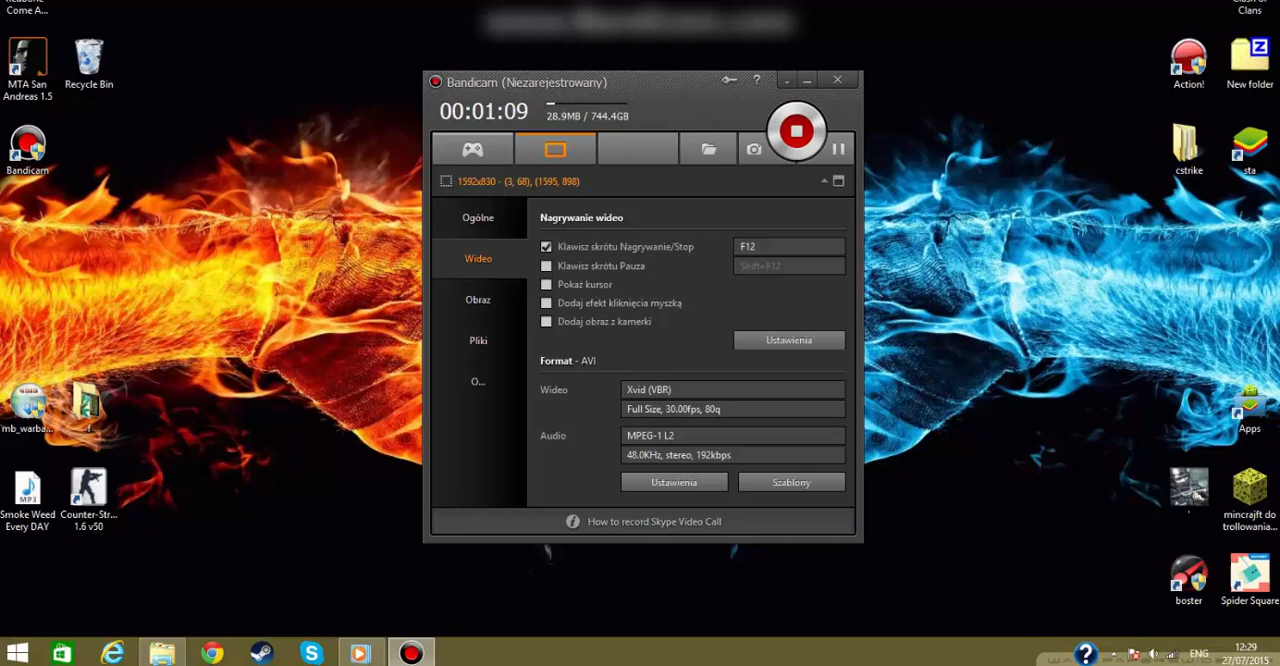 Come A...
Clash of
Clans
MTA San
Andreas 1.5
Recycle Bin
Action!
New folder
Bandicam
cstrike
sta
Bandicam (Niezarejestrowany)
00:01:09
28.9MB / 744.4GB
1592x830 - (3, 68), (1595, 898)
Ogólne
Wideo
Obraz
Pliki
O...
Nagrywanie wideo
Klawisz skrótu Nagrywanie/Stop
F12
Klawisz skrótu Pauza
Shift+F12
Pokaż kursor
Dodaj efekt kliknięcia myszką
Dodaj obraz z kamerki
Ustawienia
Format - AVI
Wideo
Xvid (VBR)
Full Size, 30.00fps, 80q
Audio
MPEG-1 L2
48.0KHz, stereo, 192kbps
Ustawienia
Szablony
How to record Skype Video Call
mb_warba...
f
Apps
MP3
Smoke Weed
Every DAY
Counter-Str...
1.6 v50
mincrajft do
trollowania...
boster
Spider Square
ENG
12:29
27/07/2015